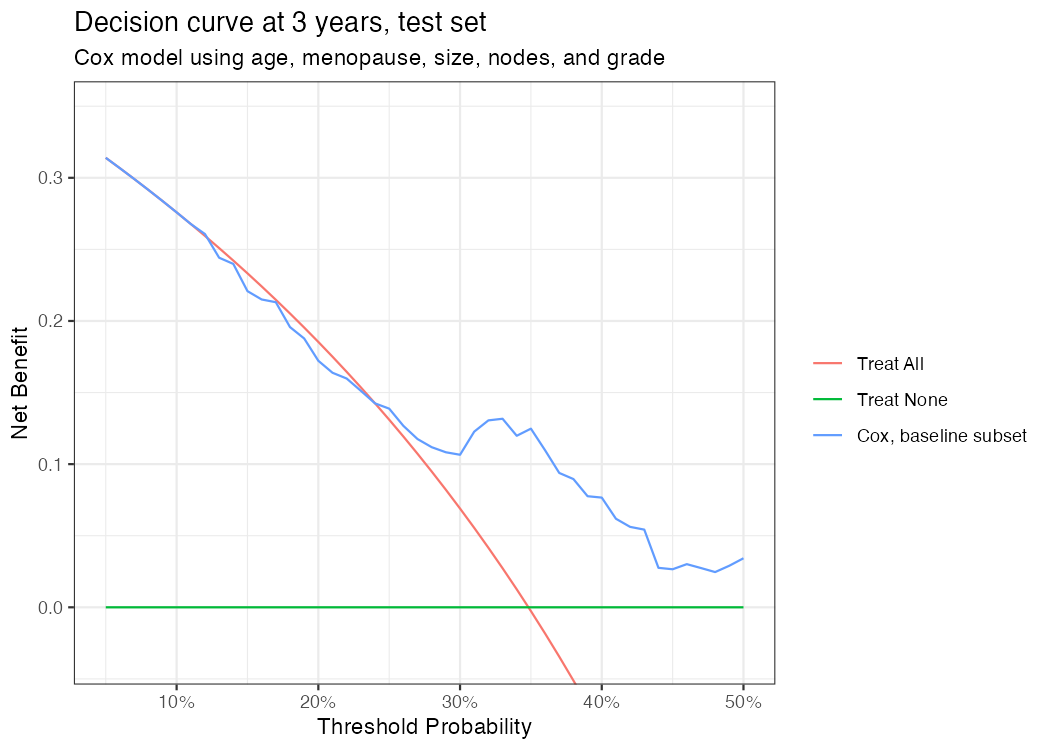 Decision curve at 3 years, test set
Cox model using age, menopause, size, nodes, and grade
Net Benefit
0.3
0.2
0.1
0.0
10%
20%
30%
40%
50%
Threshold Probability
Treat All
Treat None
Cox, baseline subset